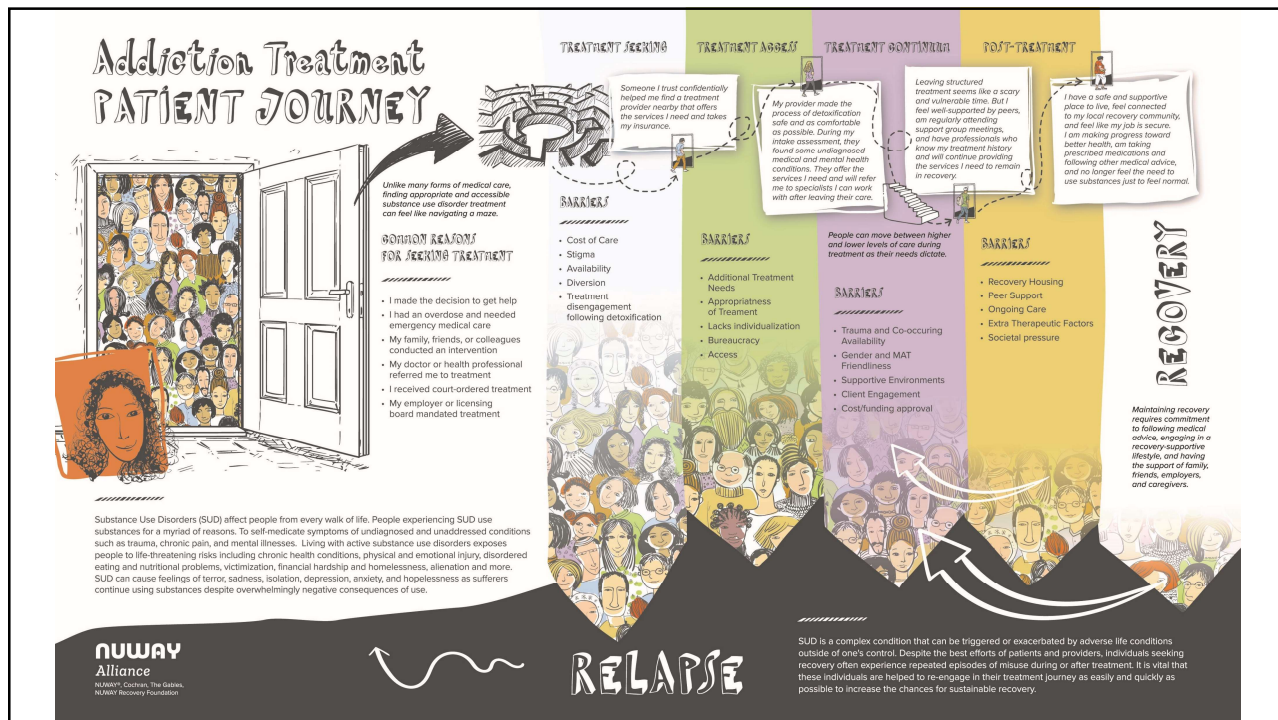 Addiction Treatment
PATIENT JOURNEY
Unlike many forms of medical care,
finding appropriate and accessible
substance use disorder treatment
can feel like navigating a maze.
COMMON REASONS
FOR SEEKING TREATMENT
• I made the decision to get help
• I had an overdose and needed
emergency medical care
• My family, friends, or colleagues
conducted an intervention
• My doctor or health professional
referred me to treatment
• I received court-ordered treatment
• My employer or licensing
board mandated treatment
Substance Use Disorders (SUD) affect people from every walk of life. People experiencing SUD use
substances for a myriad of reasons. To self-medicate symptoms of undiagnosed and unaddressed conditions
such as trauma, chronic pain, and mental illnesses. Living with active substance use disorders exposes
people to life-threatening risks including chronic health conditions, physical and emotional injury, disordered
eating and nutritional problems, victimization, financial hardship and homelessness, alienation and more.
SUD can cause feelings of terror, sadness, isolation, depression, anxiety, and hopelessness as sufferers
continue using substances despite overwhelmingly negative consequences of use.
TREATMENT SEEKING
Someone I trust confidentially
helped me find a treatment
provider nearby that offers
the services I need and takes
my insurance.
BARRIERS
• Cost of Care
• Stigma
• Availability
• Diversion
• Treatment
disengagement
following detoxification
TREATMENT ACCESS
My provider made the
process of detoxification
safe and as comfortable
as possible. During my
intake assessment, they
found some undiagnosed
medical and mental health
conditions. They offer the
services I need and will refer
me to specialists I can work
with after leaving their care.
BARRIERS
• Additional Treatment
Needs
• Appropriatness
of Treament
• Lacks individualization
• Bureaucracy
• Access
TREATMENT CONTINUUM
Leaving structured
treatment seems like a scary
and vulnerable time. But I
feel well-supported by peers,
am regularly attending
support group meetings,
and have professionals who
know my treatment history
and will continue providing
the services I need to remain
in recovery.
People can move between higher
and lower levels of care during
treatment as their needs dictate.
BARRIERS
• Trauma and Co-occuring
Availability
• Gender and MAT
Friendliness
• Supportive Environments
• Client Engagement
• Cost/funding approval
POST-TREATMENT
I have a safe and supportive
place to live, feel connected
to my local recovery community,
and feel like my job is secure.
I am making progress toward
better health, am taking
prescribed medications and
following other medical advice,
and no longer feel the need to
use substances just to feel normal.
BARRIERS
• Recovery Housing
• Peer Support
• Ongoing Care
• Extra Therapeutic Factors
• Societal pressure
RECOVERY
Maintaining recovery
requires commitment
to following medical
advice, engaging in a
recovery-supportive
lifestyle, and having
the support of family,
friends, employers,
and caregivers.
NUWAY
Alliance
NUWAY®, Cochran, The Gables,
NUWAY Recovery Foundation
RELAPSE
SUD is a complex condition that can be triggered or exacerbated by adverse life conditions
outside of one's control. Despite the best efforts of patients and providers, individuals seeking
recovery often experience repeated episodes of misuse during or after treatment. It is vital that
these individuals are helped to re-engage in their treatment journey as easily and quickly as
possible to increase the chances for sustainable recovery.